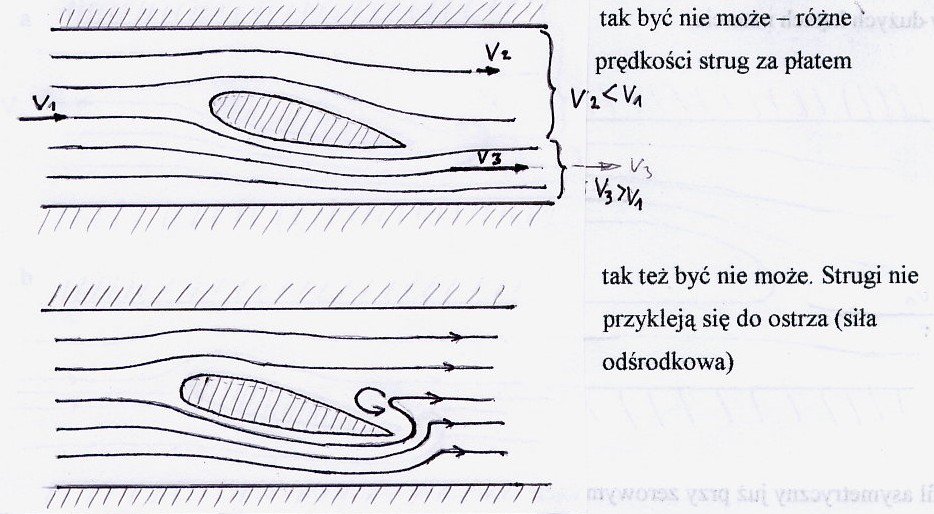 tak być nie może – różne
prędkości strug za płatem
V2
V1
V2 < V1
V3
V3
V3 > V1
tak też być nie może. Strugi nie
przykleją się do ostrza (siła
odśrodkowa)